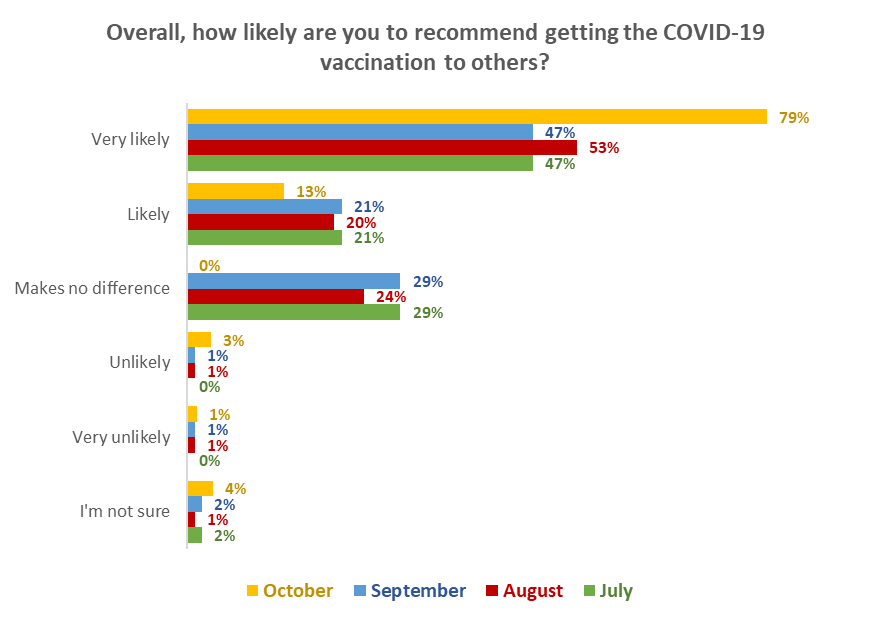 Overall, how likely are you to recommend getting the COVID-19
vaccination to others?
Very likely
79%
47%
53%
47%
Likely
13%
21%
20%
21%
Makes no difference
0%
29%
24%
29%
Unlikely
3%
1%
1%
0%
Very unlikely
1%
1%
1%
0%
I'm not sure
4%
2%
1%
2%
October September August July